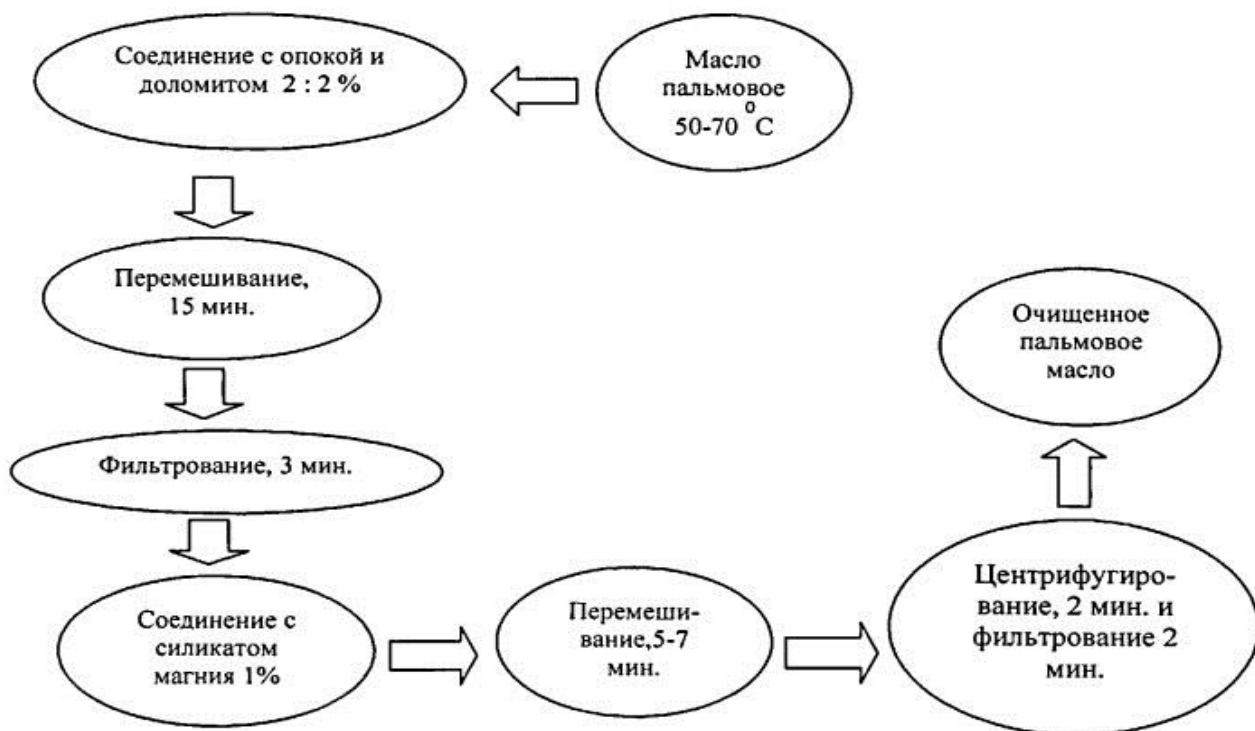 Масло
пальмовое
50-70 ⁰ С
Соединение с опокой и
доломитом 2 : 2 %
Перемешивание,
15 мин.
Фильтрование, 3 мин.
Соединение с
силикатом
магния 1%
Перемеши-
вание,5-7
мин.
Центрифугиро-
вание, 2 мин. и
фильтрование 2
мин.
Очищенное
пальмовое
масло